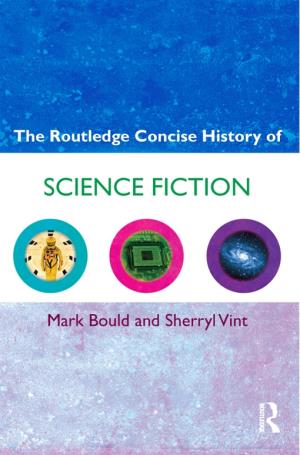 The Routledge Concise History of
SCIENCE FICTION
Mark Bould and Sherryl Vint
R
ROUTLEDGE